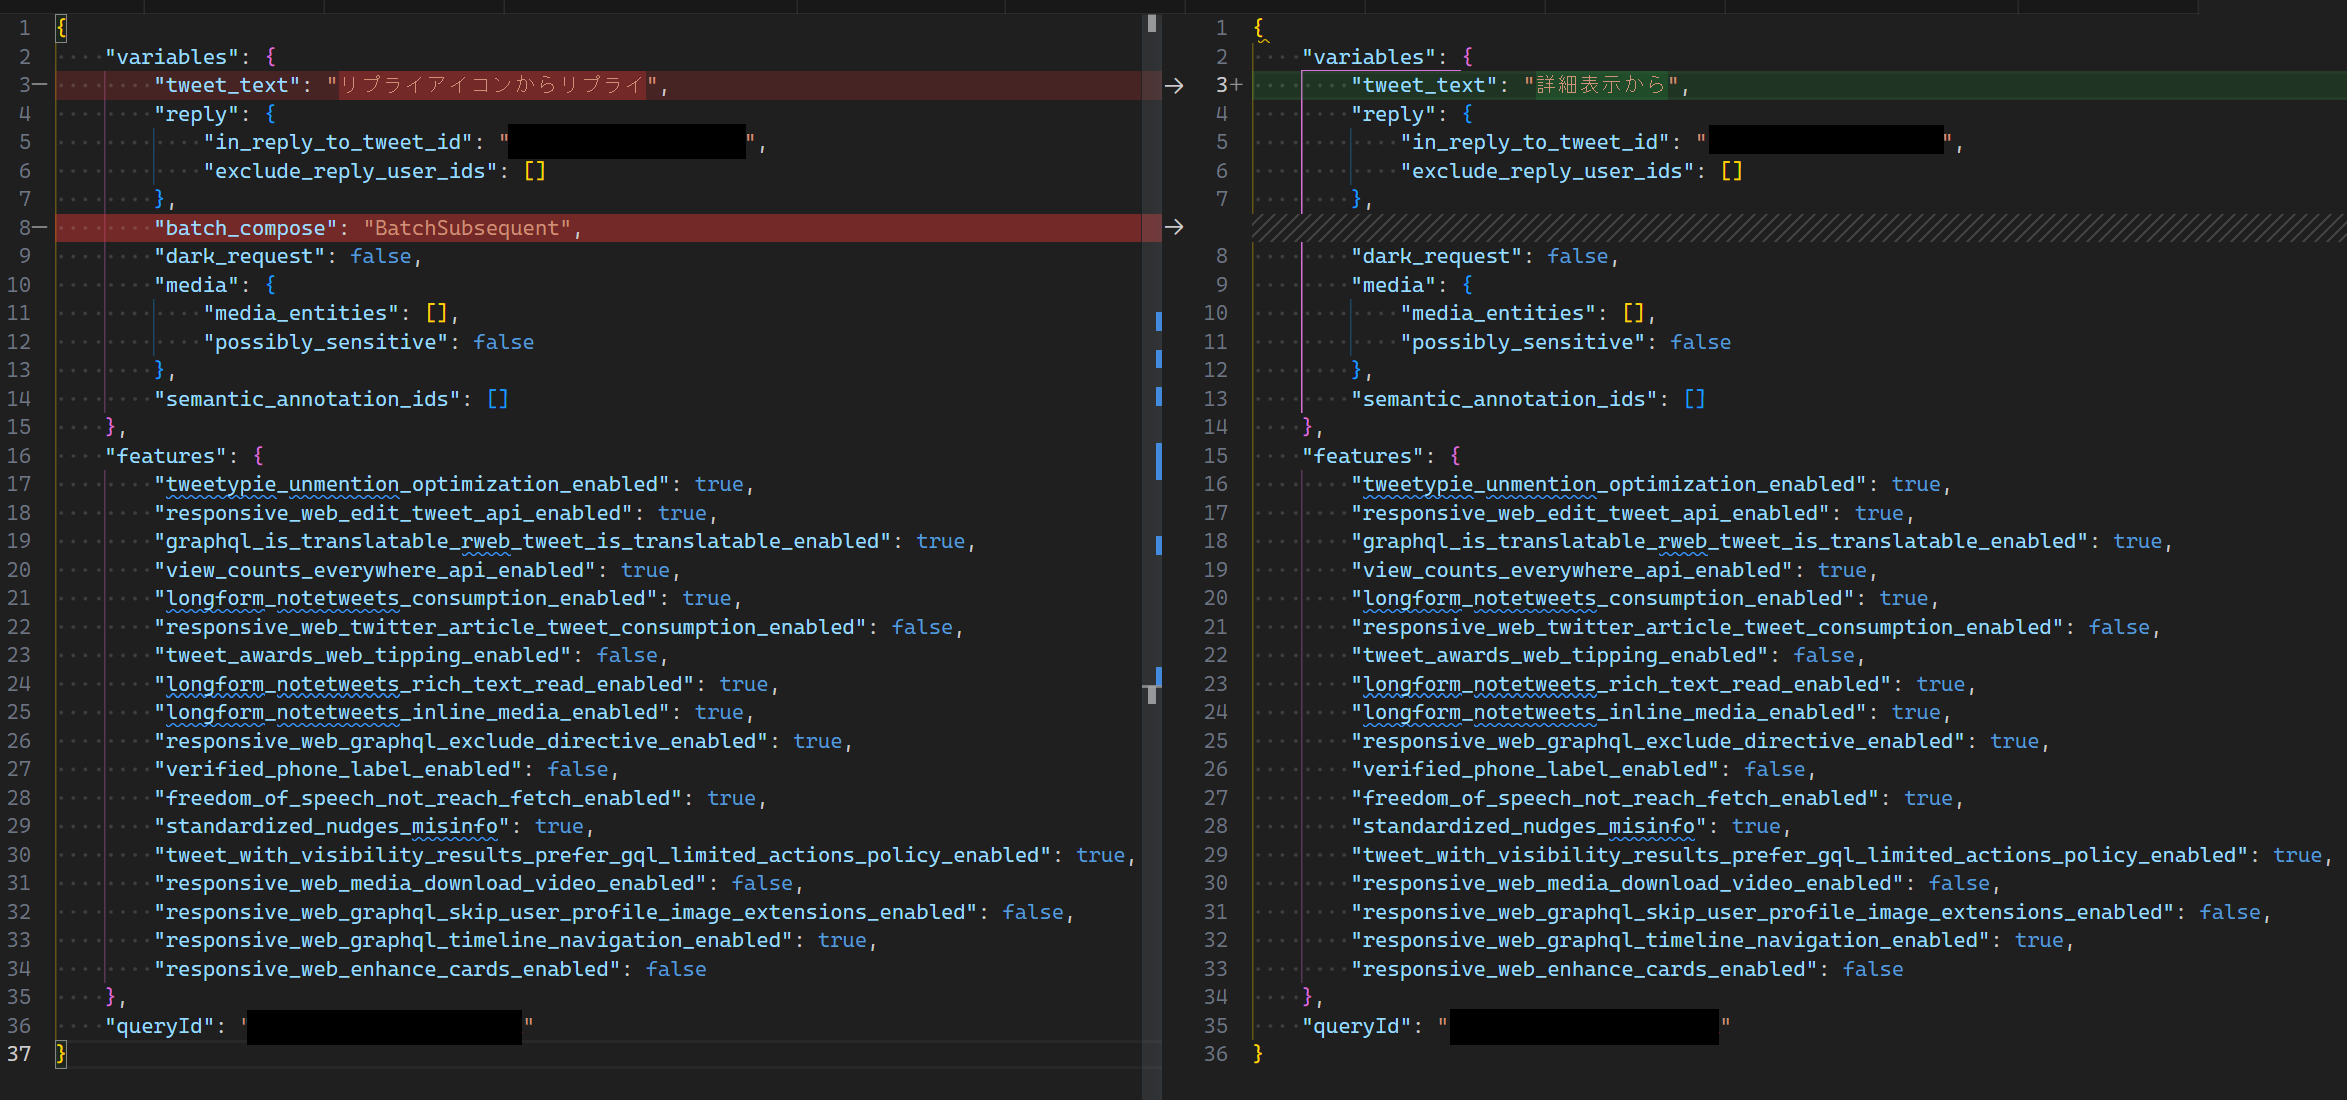 1 {
2 "variables": {
3— "tweet_text": "リプライアイコンからリプライ",
4 "reply": {
5 "in_reply_to_tweet_id": "",
6 "exclude_reply_user_ids": []
7 },
8— "batch_compose": "BatchSubsequent",
9 "dark_request": false,
10 "media": {
11 "media_entities": [],
12 "possibly_sensitive": false
13 },
14 "semantic_annotation_ids": []
15 },
16 "features": {
17 "tweetypie_unmention_optimization_enabled": true,
18 "responsive_web_edit_tweet_api_enabled": true,
19 "graphql_is_translatable_rweb_tweet_is_translatable_enabled": true,
20 "view_counts_everywhere_api_enabled": true,
21 "longform_notetweets_consumption_enabled": true,
22 "responsive_web_twitter_article_tweet_consumption_enabled": false,
23 "tweet_awards_web_tipping_enabled": false,
24 "longform_notetweets_rich_text_read_enabled": true,
25 "longform_notetweets_inline_media_enabled": true,
26 "responsive_web_graphql_exclude_directive_enabled": true,
27 "verified_phone_label_enabled": false,
28 "freedom_of_speech_not_reach_fetch_enabled": true,
29 "standardized_nudges_misinfo": true,
30 "tweet_with_visibility_results_prefer_gql_limited_actions_policy_enabled": true,
31 "responsive_web_media_download_video_enabled": false,
32 "responsive_web_graphql_skip_user_profile_image_extensions_enabled": false,
33 "responsive_web_graphql_timeline_navigation_enabled": true,
34 "responsive_web_enhance_cards_enabled": false
35 },
36 "queryId": ""
37 }
1 {
2 "variables": {
→ 3+ "tweet_text": "詳細表示から",
4 "reply": {
5 "in_reply_to_tweet_id": "",
6 "exclude_reply_user_ids": []
7 },
→
8 "dark_request": false,
9 "media": {
10 "media_entities": [],
11 "possibly_sensitive": false
12 },
13 "semantic_annotation_ids": []
14 },
15 "features": {
16 "tweetypie_unmention_optimization_enabled": true,
17 "responsive_web_edit_tweet_api_enabled": true,
18 "graphql_is_translatable_rweb_tweet_is_translatable_enabled": true,
19 "view_counts_everywhere_api_enabled": true,
20 "longform_notetweets_consumption_enabled": true,
21 "responsive_web_twitter_article_tweet_consumption_enabled": false,
22 "tweet_awards_web_tipping_enabled": false,
23 "longform_notetweets_rich_text_read_enabled": true,
24 "longform_notetweets_inline_media_enabled": true,
25 "responsive_web_graphql_exclude_directive_enabled": true,
26 "verified_phone_label_enabled": false,
27 "freedom_of_speech_not_reach_fetch_enabled": true,
28 "standardized_nudges_misinfo": true,
29 "tweet_with_visibility_results_prefer_gql_limited_actions_policy_enabled": true,
30 "responsive_web_media_download_video_enabled": false,
31 "responsive_web_graphql_skip_user_profile_image_extensions_enabled": false,
32 "responsive_web_graphql_timeline_navigation_enabled": true,
33 "responsive_web_enhance_cards_enabled": false
34 },
35 "queryId": ""
36 }